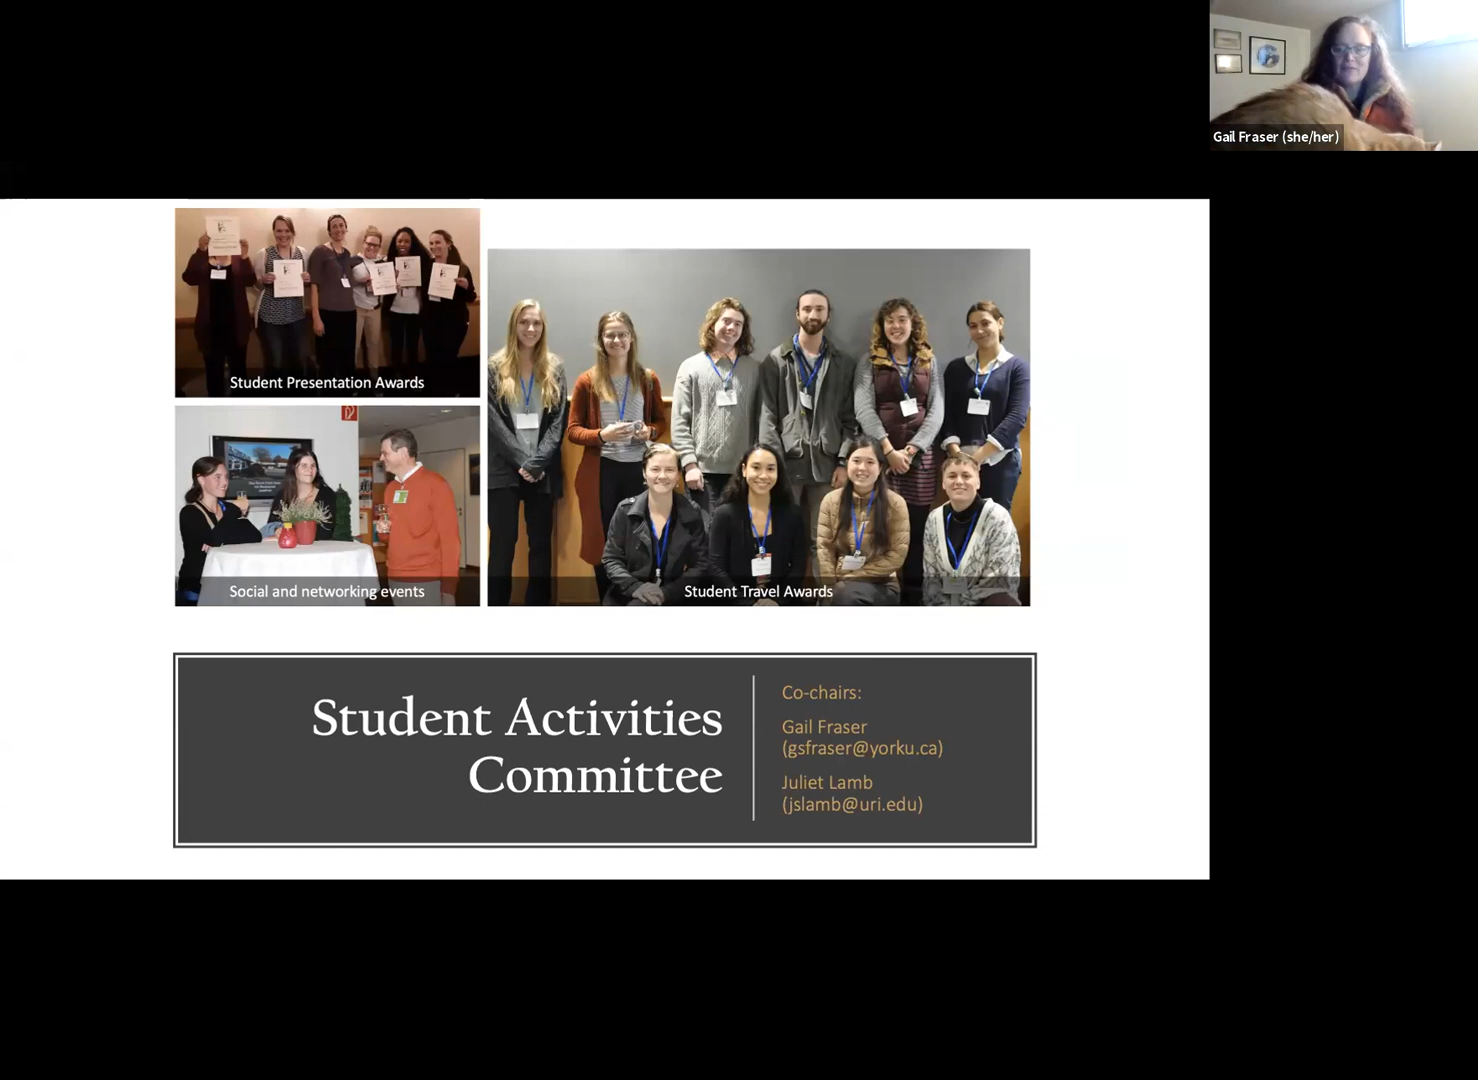 Gail Fraser (she/her)
Student Presentation Awards
Social and networking events
Student Travel Awards
Student Activities
Committee
Co-chairs:
Gail Fraser
(gsfraser@yorku.ca)
Juliet Lamb
(jslamb@uri.edu)